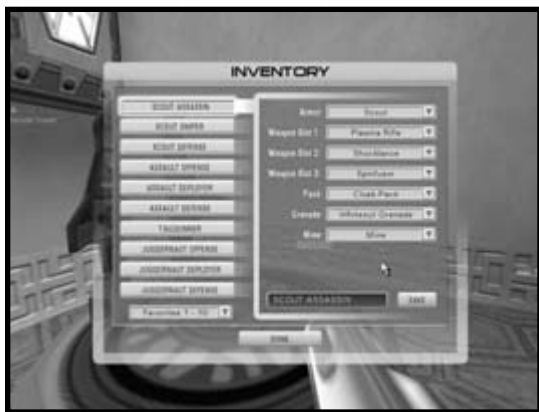 INVENTORY
SCOUT ASSASSIN
SCOUT SNIPER
SCOUT DEFENSE
ASSAULT OFFENSE
ASSAULT DEPLOYER
ASSAULT DEFENSE
TAILGUNNER
JUGGERNAUT OFFENSE
JUGGERNAUT DEPLOYER
JUGGERNAUT DEFENSE
Favorites 1 - 10
Armor: Scout
Weapon Slot 1: Plasma Rifle
Weapon Slot 2: Shocklance
Weapon Slot 3: Spinfusor
Pack: Cloak Pack
Grenade: Whiteout Grenade
Mine: Mine
SCOUT ASSASSIN
SAVE
DONE